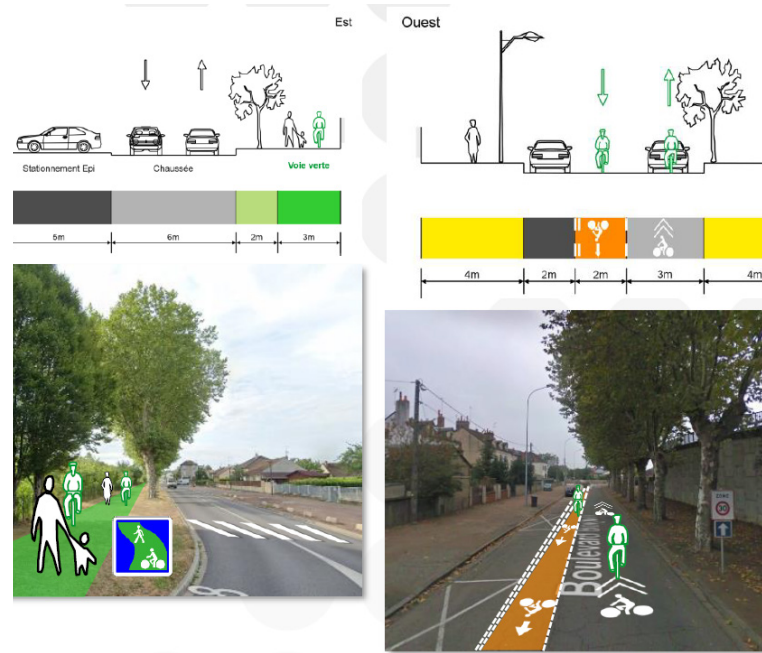 Est
Stationnement Epi
Chaussée
Voie verte
5m
6m
2m
3m
Ouest
4m
2m
2m
3m
4m
Boulevard
ZONE
30